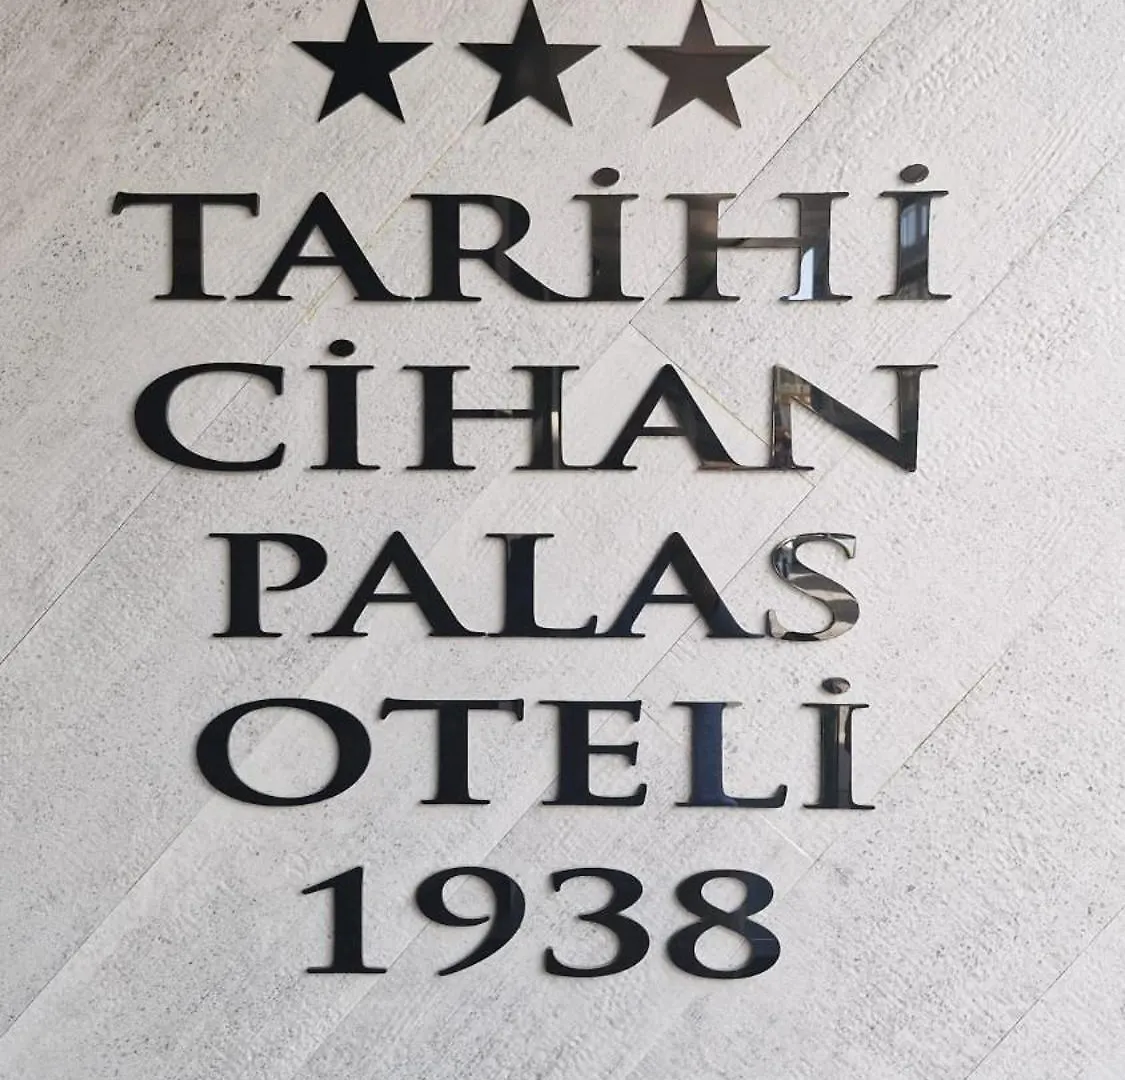 TARİHİ
CİHAN
PALAS
OTELİ
1938